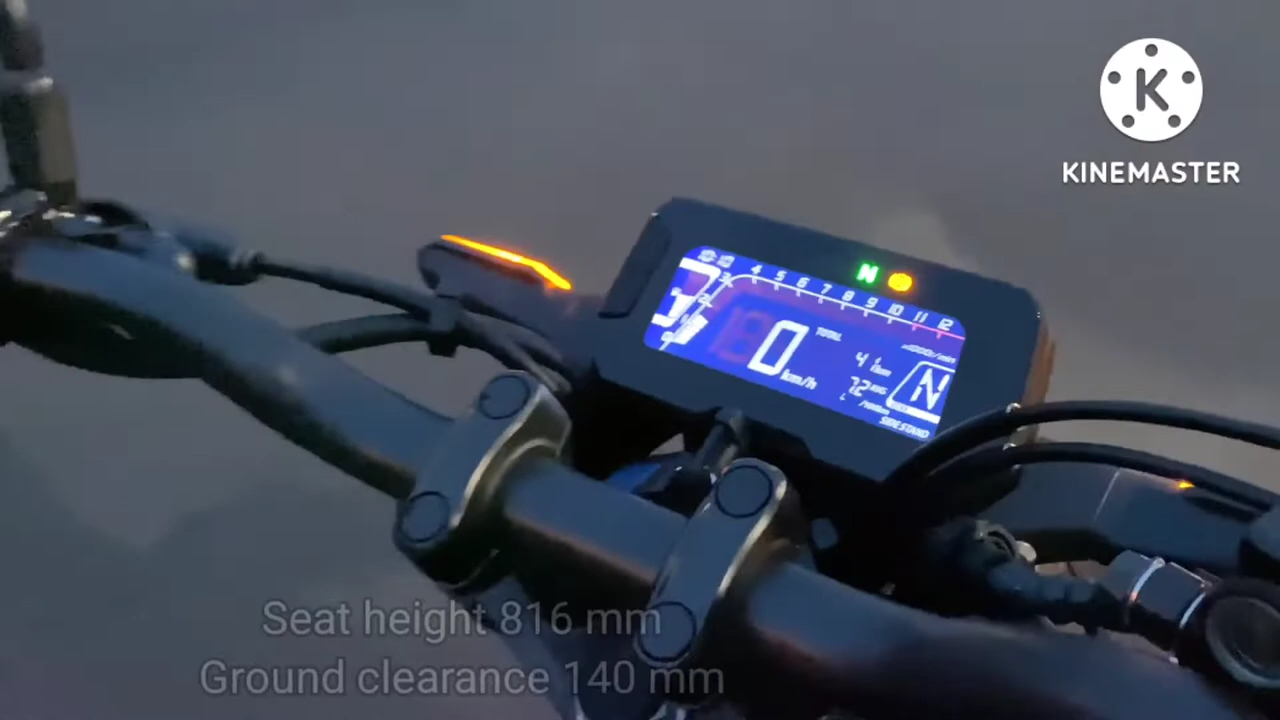 K
KINEMASTER
N
4 5 6 7 8 9 10 11 12
0
km/h
TOTAL
N
SIDE STAND
Seat height 816 mm
Ground clearance 140 mm